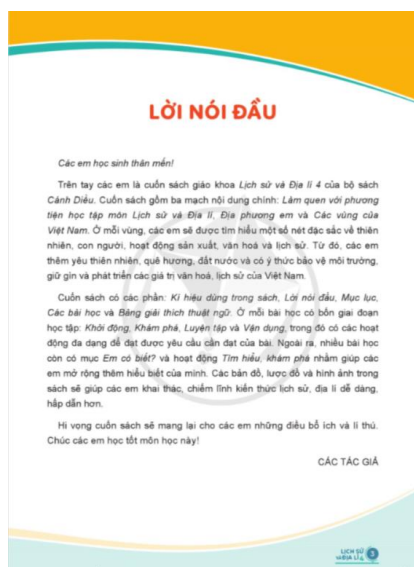 LỜI NÓI ĐẦU
Các em học sinh thân mến!
Trên tay các em là cuốn sách giáo khoa Lịch sử và Địa lí 4 của bộ sách
Cánh Diều. Cuốn sách gồm ba mạch nội dung chính: Làm quen với phương
tiện học tập môn Lịch sử và Địa lí, Địa phương em và Các vùng của
Việt Nam. Ở mỗi vùng, các em sẽ được tìm hiểu một số nét đặc sắc về thiên
nhiên, con người, hoạt động sản xuất, văn hoá và lịch sử. Từ đó, các em
thêm yêu thiên nhiên, quê hương, đất nước và có ý thức bảo vệ môi trường,
giữ gìn và phát triển các giá trị văn hoá, lịch sử của Việt Nam.
Cuốn sách có các phần: Kí hiệu dùng trong sách, Lời nói đầu, Mục lục,
Các bài học và Bảng giải thích thuật ngữ. Ở mỗi bài học có bốn giai đoạn
học tập: Khởi động, Khám phá, Luyện tập và Vận dụng, trong đó có các hoạt
động đa dạng để đạt được yêu cầu cần đạt của bài. Ngoài ra, nhiều bài học
còn có mục Em có biết? và hoạt động Tìm hiểu, khám phá nhằm giúp các
em mở rộng thêm hiểu biết của mình. Các bản đồ, lược đồ và hình ảnh trong
sách sẽ giúp các em khai thác, chiếm lĩnh kiến thức lịch sử, địa lí dễ dàng,
hấp dẫn hơn.
Hi vọng cuốn sách sẽ mang lại cho các em những điều bổ ích và lí thú.
Chúc các em học tốt môn học này!
CÁC TÁC GIẢ
LỊCH SỬ
VÀ ĐỊA LÍ 4
3